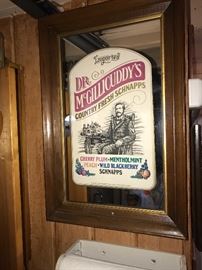 Imported
DR.
McGILLICUDDY'S
COUNTRY FRESH SCHNAPPS
CHERRY PLUM • MENTHOLMINT
PEACH • WILD BLACKBERRY
SCHNAPPS